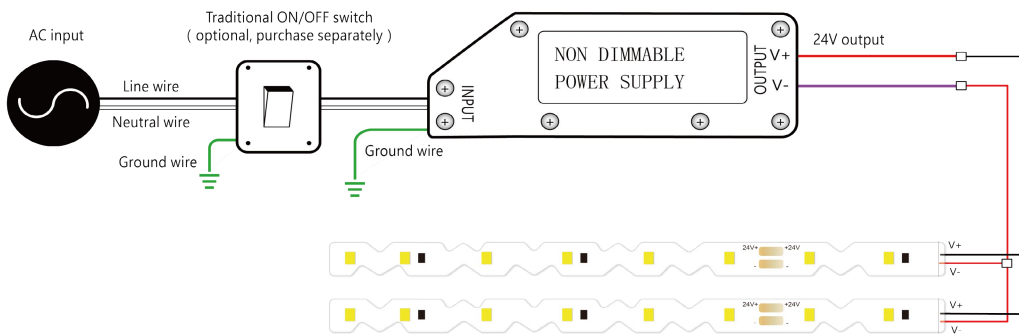 Traditional ON/OFF switch
( optional, purchase separately )
AC input
Line wire
Neutral wire
Ground wire
Ground wire
INPUT
NON DIMMABLE
POWER SUPPLY
OUTPUT
V+
V-
24V output
24V+ +24V
- -
V+
V-
24V+ +24V
- -
V+
V-